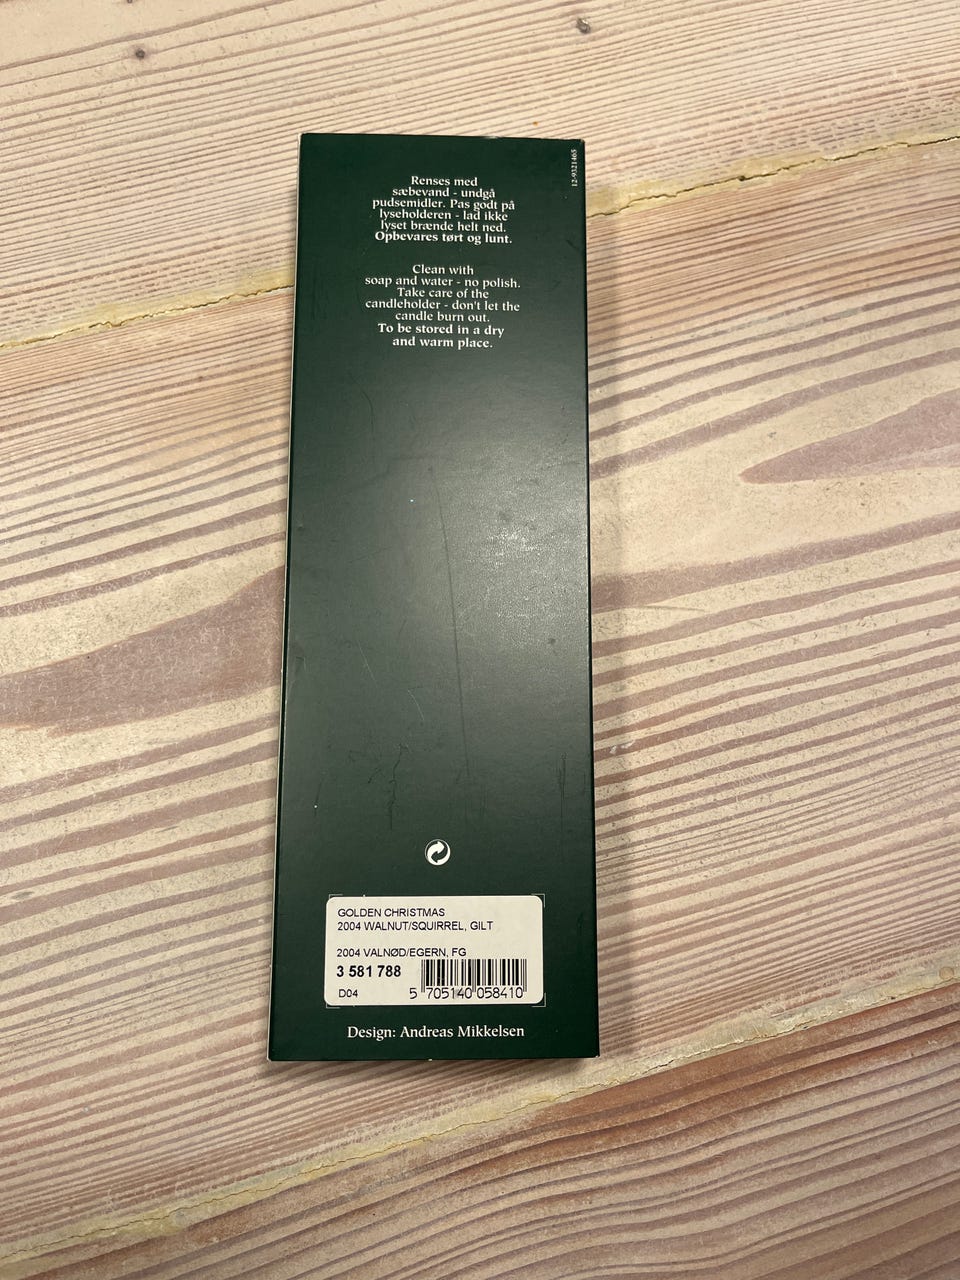 12-9321465
Renses med
sæbevand - undgå
pudsemidler. Pas godt på
lyseholderen - lad ikke
lyset brænde helt ned.
Opbevares tørt og lunt.
Clean with
soap and water - no polish.
Take care of the
candleholder - don't let the
candle burn out.
To be stored in a dry
and warm place.
GOLDEN CHRISTMAS
2004 WALNUT/SQUIRREL, GILT
2004 VALNØD/EGERN, FG
3 581 788
D04
5 705140 058410
Design: Andreas Mikkelsen